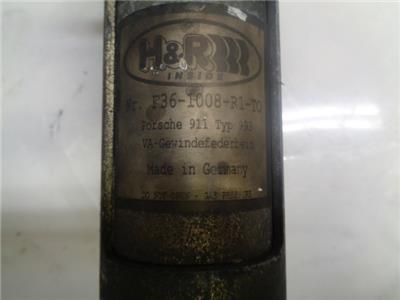 H&R
INSIDE
Nr. F36-1008-R1-TO
Porsche 911 Typ 993
VA-Gewindefederbein
Made in Germany